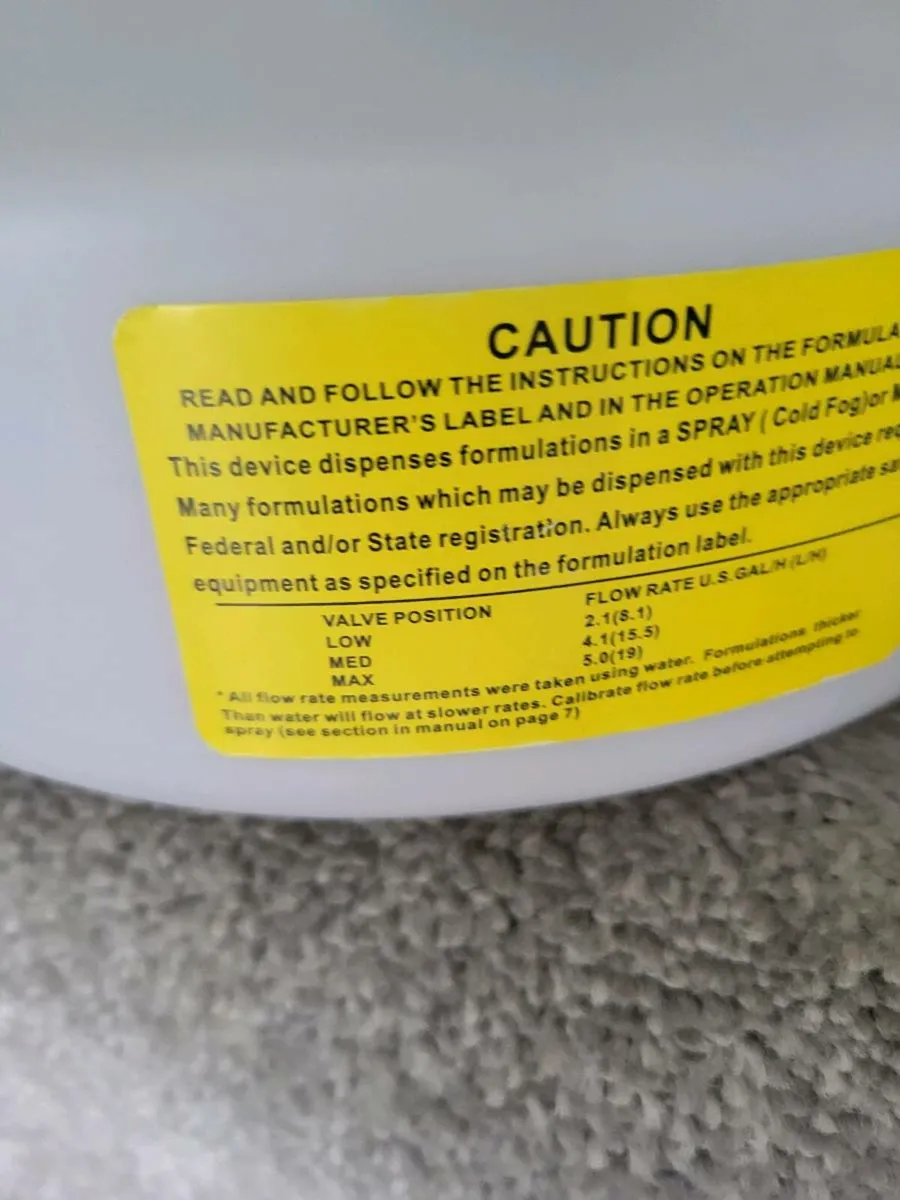 CAUTION
READ AND FOLLOW THE INSTRUCTIONS ON THE FORMULA
MANUFACTURER'S LABEL AND IN THE OPERATION MANUAL
This device dispenses formulations in a SPRAY ( Cold Fog)or
Many formulations which may be dispensed with this device req
Federal and/or State registration. Always use the appropriate sa
equipment as specified on the formulation label.
VALVE POSITION FLOW RATE U.S.GAL/H (L/H)
LOW 2.1(8.1)
MED 4.1(15.5)
MAX 5.0(19)
* All flow rate measurements were taken using water. Formulations thicker
Than water will flow at slower rates. Calibrate flow rate before attempting to
spray (see section in manual on page 7)